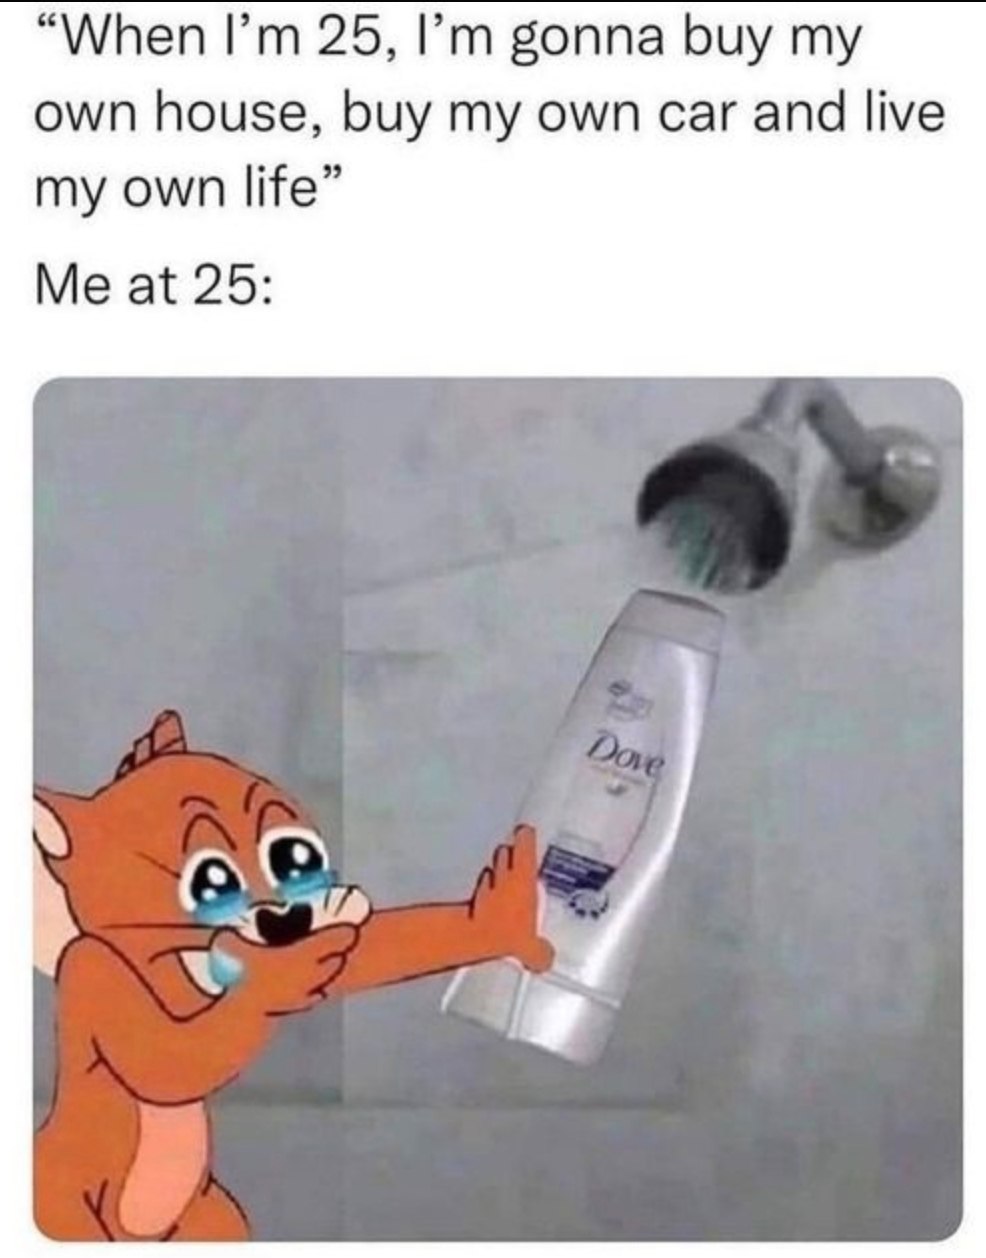 “When I’m 25, I’m gonna buy my
own house, buy my own car and live
my own life”
Me at 25:
Dove